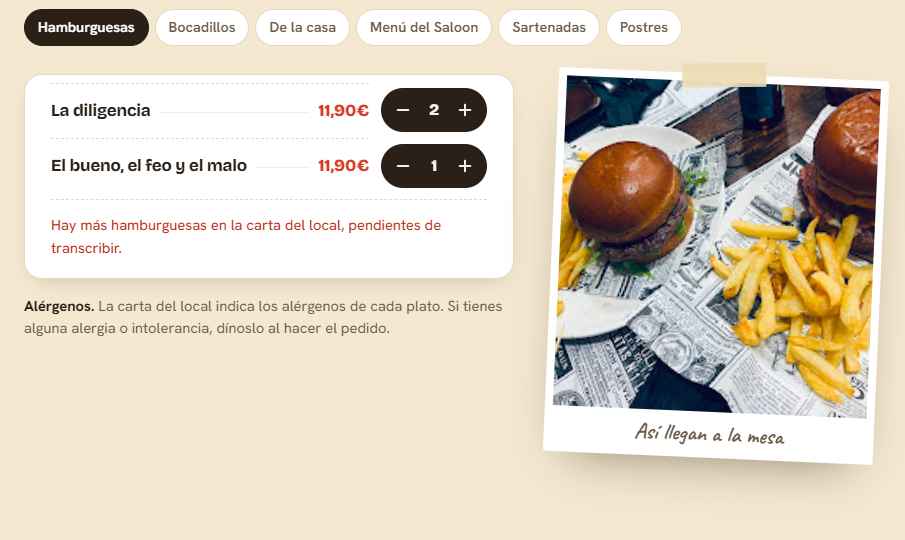 Hamburguesas Bocadillos De la casa Menú del Saloon Sartenadas Postres
La diligencia 11,90€ − 2 +
El bueno, el feo y el malo 11,90€ − 1 +
Hay más hamburguesas en la carta del local, pendientes de
transcribir.
Alérgenos. La carta del local indica los alérgenos de cada plato. Si tienes
alguna alergia o intolerancia, dínoslo al hacer el pedido.
Así llegan a la mesa